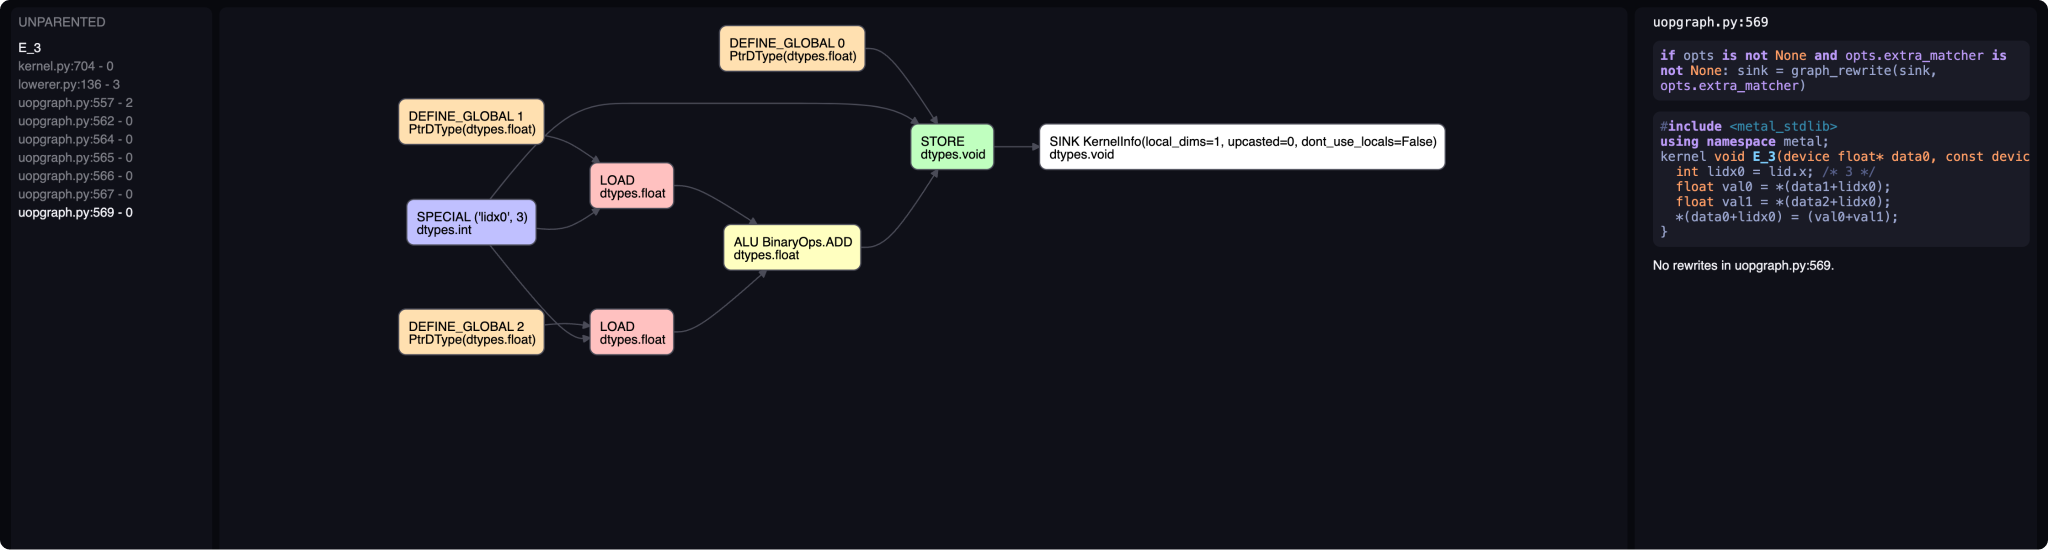 UNPARENTED
E_3
kernel.py:704 - 0
lowerer.py:136 - 3
uopgraph.py:557 - 2
uopgraph.py:562 - 0
uopgraph.py:564 - 0
uopgraph.py:565 - 0
uopgraph.py:566 - 0
uopgraph.py:567 - 0
uopgraph.py:569 - 0
DEFINE_GLOBAL 0
PtrDType(dtypes.float)
DEFINE_GLOBAL 1
PtrDType(dtypes.float)
STORE
dtypes.void
SINK KernelInfo(local_dims=1, upcasted=0, dont_use_locals=False)
dtypes.void
LOAD
dtypes.float
SPECIAL ('lidx0', 3)
dtypes.int
ALU BinaryOps.ADD
dtypes.float
DEFINE_GLOBAL 2
PtrDType(dtypes.float)
LOAD
dtypes.float
uopgraph.py:569
if opts is not None and opts.extra_matcher is
not None: sink = graph_rewrite(sink,
opts.extra_matcher)
#include <metal_stdlib>
using namespace metal;
kernel void E_3(device float* data0, const devic
  int lidx0 = lid.x; /* 3 */
  float val0 = *(data1+lidx0);
  float val1 = *(data2+lidx0);
  *(data0+lidx0) = (val0+val1);
}
No rewrites in uopgraph.py:569.